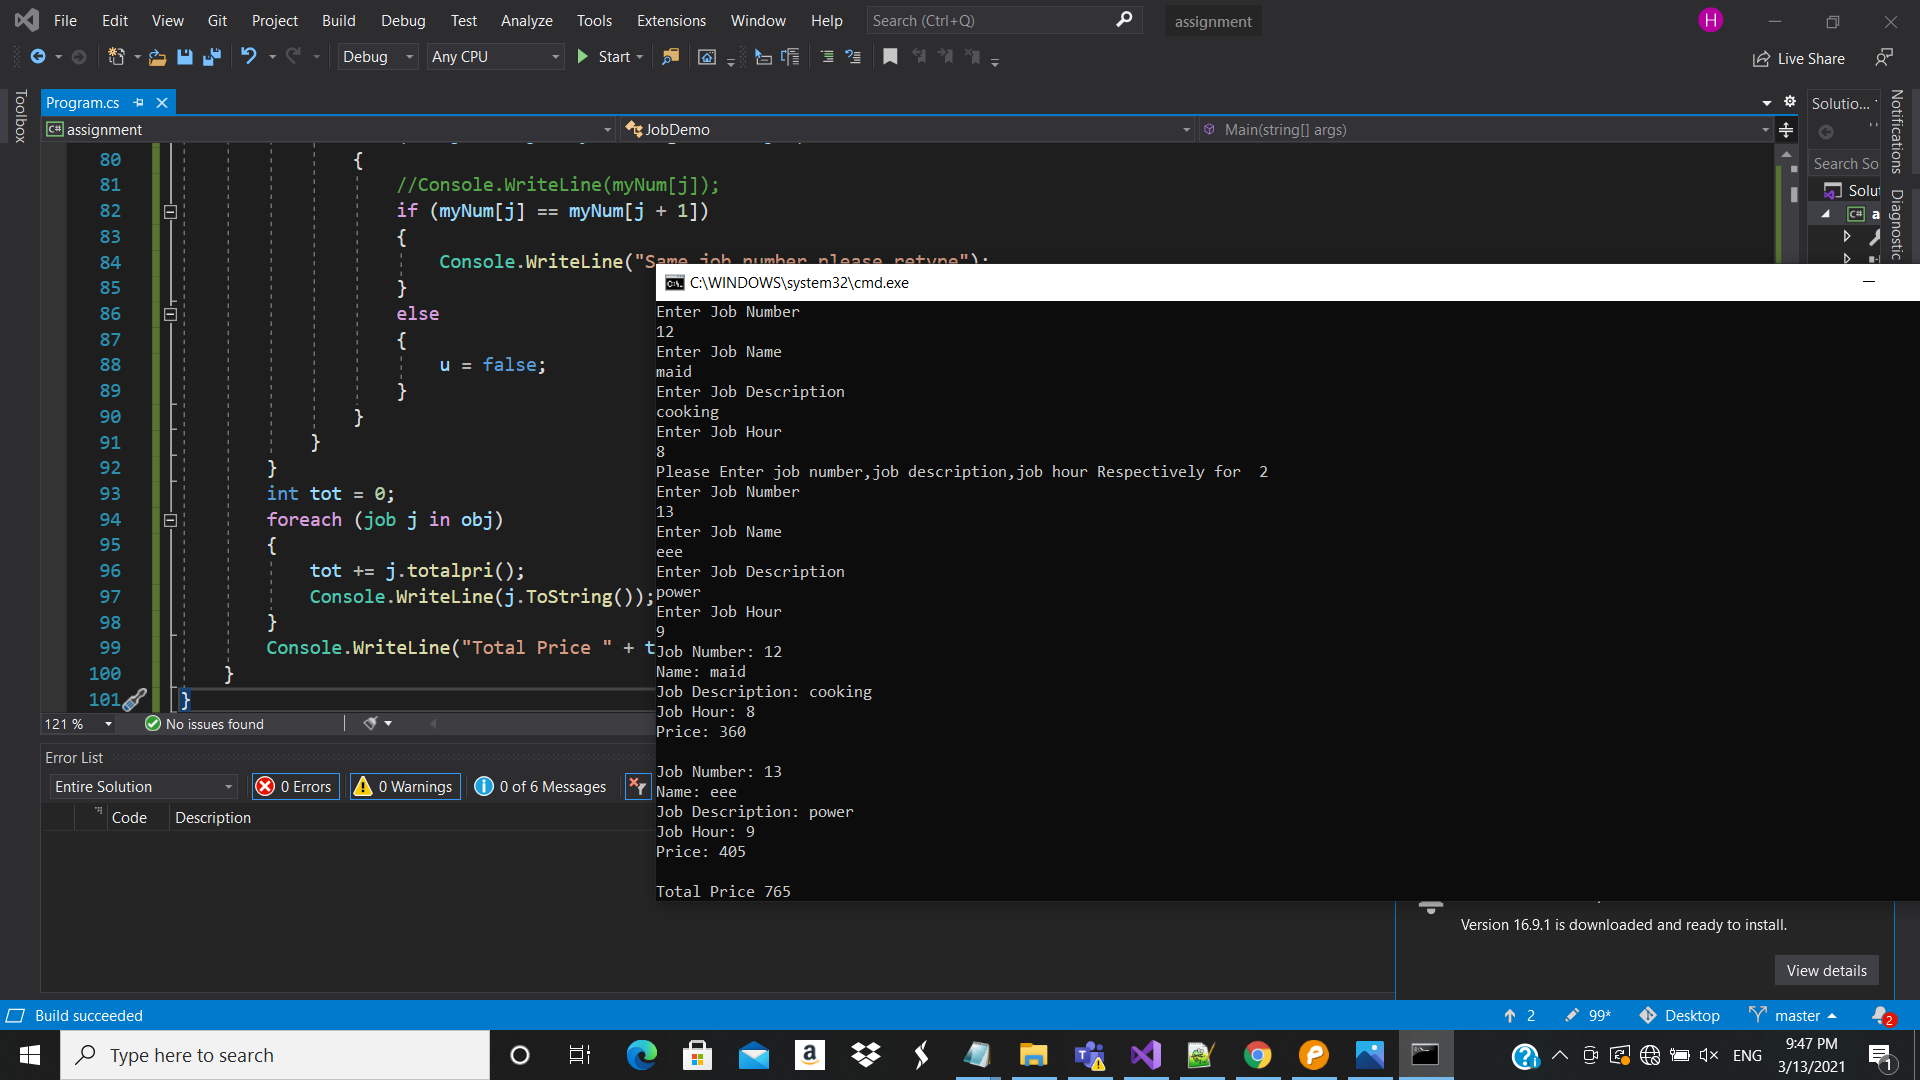 File Edit View Git Project Build Debug Test Analyze Tools Extensions Window Help Search (Ctrl+Q) assignment H
Debug Any CPU Start Live Share
Toolbox
Program.cs
assignment JobDemo Main(string[] args)
80 {
81 //Console.WriteLine(myNum[j]);
82 if (myNum[j] == myNum[j + 1])
83 {
84 Console.WriteLine("Same job number please retype");
85 }
86 else
87 {
88 u = false;
89 }
90 }
91 }
92 }
93 int tot = 0;
94 foreach (job j in obj)
95 {
96 tot += j.totalpri();
97 Console.WriteLine(j.ToString());
98 }
99 Console.WriteLine("Total Price " + t
100 }
101 }
121 % No issues found
Error List
Entire Solution 0 Errors 0 Warnings 0 of 6 Messages
Code Description
C:\WINDOWS\system32\cmd.exe
Enter Job Number
12
Enter Job Name
maid
Enter Job Description
cooking
Enter Job Hour
8
Please Enter job number,job description,job hour Respectively for  2
Enter Job Number
13
Enter Job Name
eee
Enter Job Description
power
Enter Job Hour
9
Job Number: 12
Name: maid
Job Description: cooking
Job Hour: 8
Price: 360
Job Number: 13
Name: eee
Job Description: power
Job Hour: 9
Price: 405
Total Price 765
Solutio...
Search So
Solut
C# a
Notifications
Diagnostic
Version 16.9.1 is downloaded and ready to install.
View details
Build succeeded 2 99* Desktop master 2
Type here to search ENG 9:47 PM
3/13/2021 1